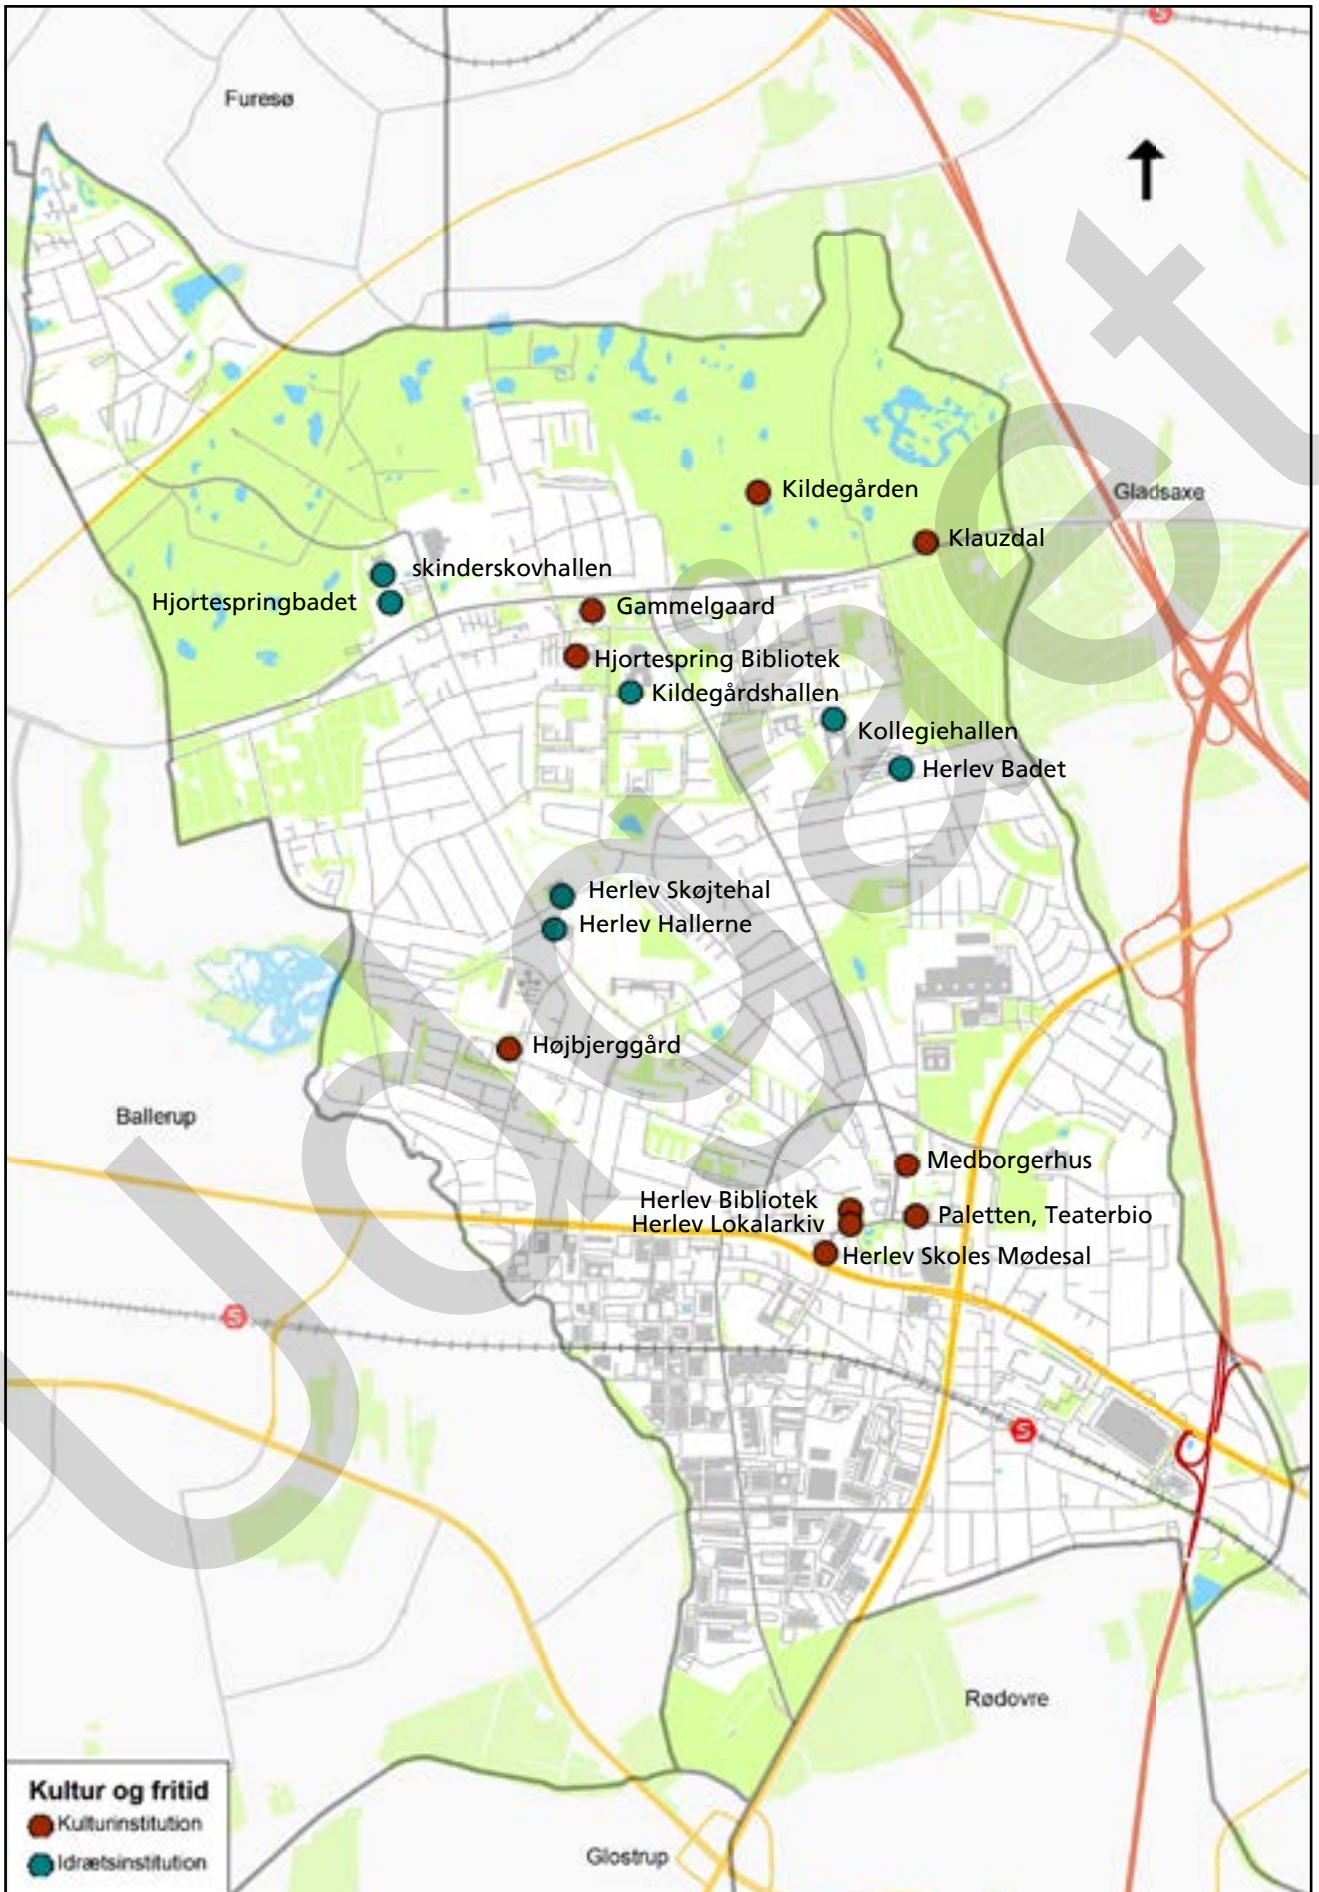 S
Furesø
Kildegården
Gladsaxe
Klauzdal
skinderskovhallen
Hjortespringbadet
Gammelgaard
Hjortespring Bibliotek
Kildegårdshallen
Kollegiehallen
Herlev Badet
Herlev Skøjtehal
Herlev Hallerne
Højbjerggård
Ballerup
Medborgerhus
Herlev Bibliotek
Herlev Lokalarkiv
Paletten, Teaterbio
Herlev Skoles Mødesal
S
S
Rødovre
Kultur og fritid
Kulturinstitution
Idrætsinstitution
Glostrup
Udgået